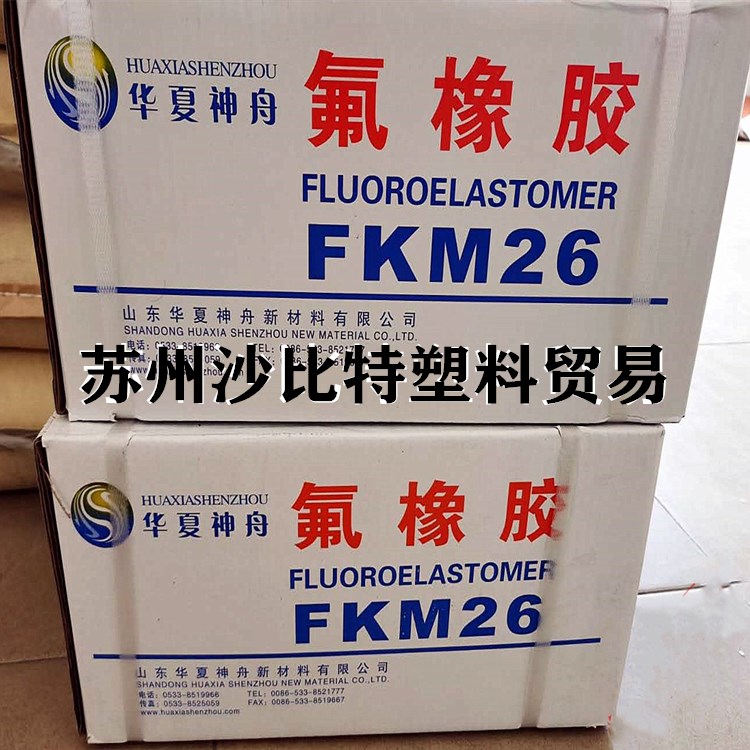 HUAXIASHENZHOU
华夏神舟
氟橡胶
FLUOROELASTOMER
FKM26
山东华夏神舟新材料有限公司
SHANDONG HUAXIA SHENZHOU NEW MATERIAL CO.,LTD.
苏州沙比特塑料贸易
HUAXIASHENZHOU
华夏神舟
氟橡胶
FLUOROELASTOMER
FKM26
山东华夏神舟新材料有限公司
SHANDONG HUAXIA SHENZHOU NEW MATERIAL CO.,LTD.
电话:0533-8519966 TEL:0086-533-8521777
传真:0533-8525059 FAX:0086-533-8519667
www.huaxiashenzhou.com